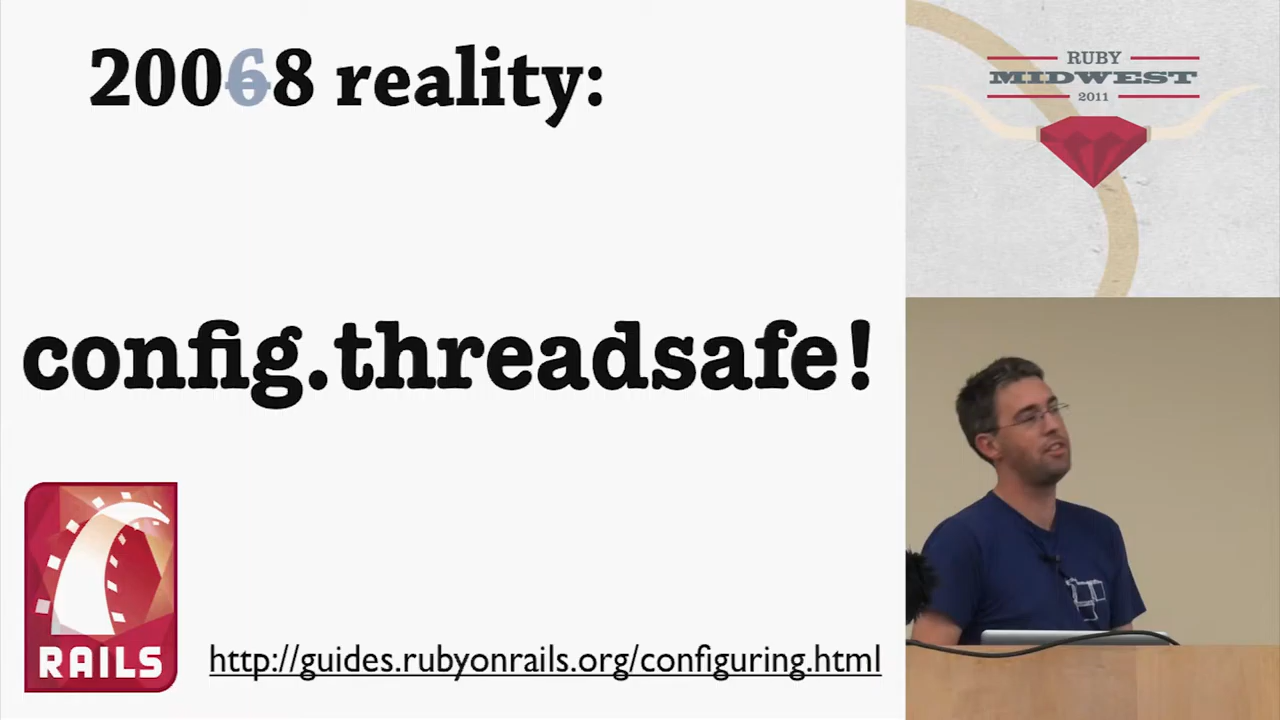 20068 reality:
config.threadsafe!
RAILS
http://guides.rubyonrails.org/configuring.html
RUBY
MIDWEST
2011